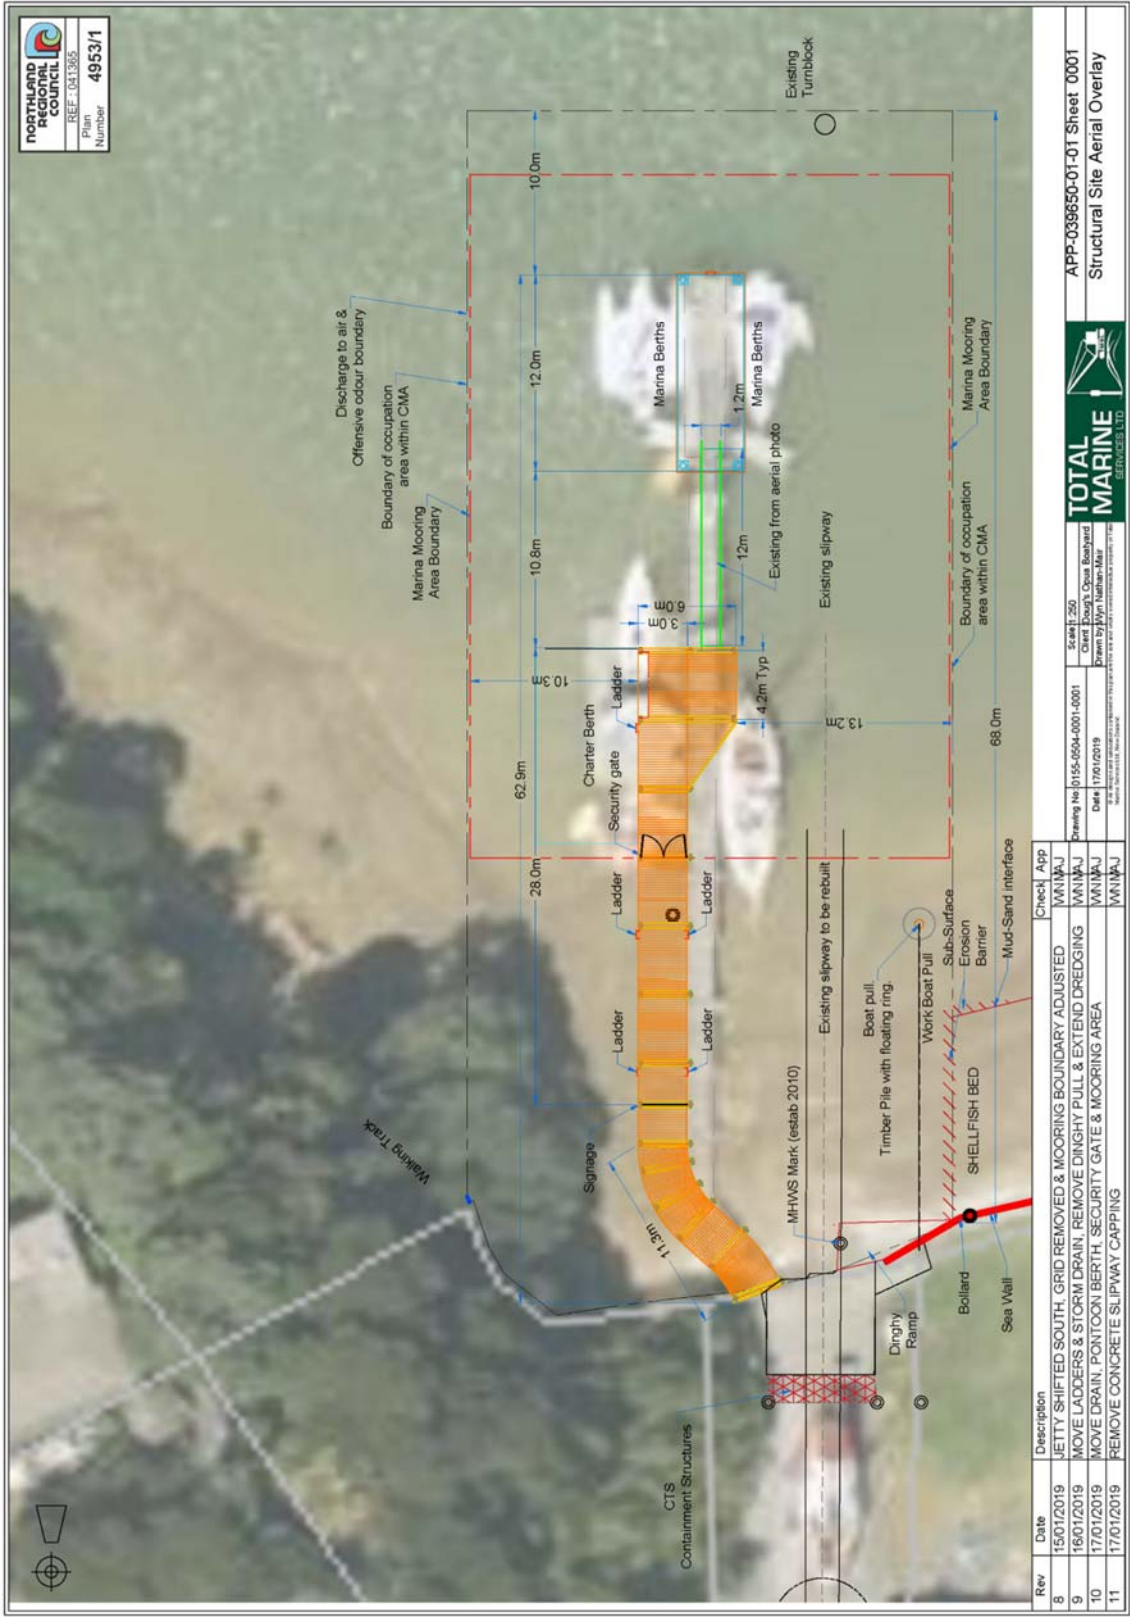 NORTHLAND
REGIONAL
COUNCIL
REF : 041365
Plan
Number
4953/1
Discharge to air &
Offensive odour boundary
Boundary of occupation
area within CMA
Marina Mooring
Area Boundary
Existing
Turnblock
10.0m
12.0m
10.8m
62.9m
28.0m
10.3m
Marina Berths
Marina Berths
1.2m
12m
Existing from aerial photo
6.0m
3.0m
4.2m Typ
13.2m
68.0m
Existing slipway
Charter Berth
Ladder
Security gate
Ladder
Ladder
Ladder
Ladder
Signage
Walking Track
11.3m
MHWS Mark (estab 2010)
Existing slipway to be rebuilt
Boat pull.
Timber Pile with floating ring.
Work Boat Pull
Sub-Surface
Erosion
Barrier
Mud-Sand interface
SHELLFISH BED
Marina Mooring
Area Boundary
Boundary of occupation
area within CMA
CTS
Containment Structures
Dinghy
Ramp
Bollard
Sea Wall
Rev Date Description Check App
8 15/01/2019 JETTY SHIFTED SOUTH, GRID REMOVED & MOORING BOUNDARY ADJUSTED WNM AJ
9 16/01/2019 MOVE LADDERS & STORM DRAIN, REMOVE DINGHY PULL & EXTEND DREDGING WNM AJ
10 17/01/2019 MOVE DRAIN, PONTOON BERTH, SECURITY GATE & MOORING AREA WNM AJ
11 17/01/2019 REMOVE CONCRETE SLIPWAY CAPPING WNM AJ
Drawing No: 0155-0504-0001-0001
Date: 17/01/2019
Scale 1:250
Client Doug's Opua Boatyard
Drawn by Wyn Nathan-Mair
TOTAL
MARINE
SERVICES LTD
APP-039650-01-01 Sheet 0001
Structural Site Aerial Overlay